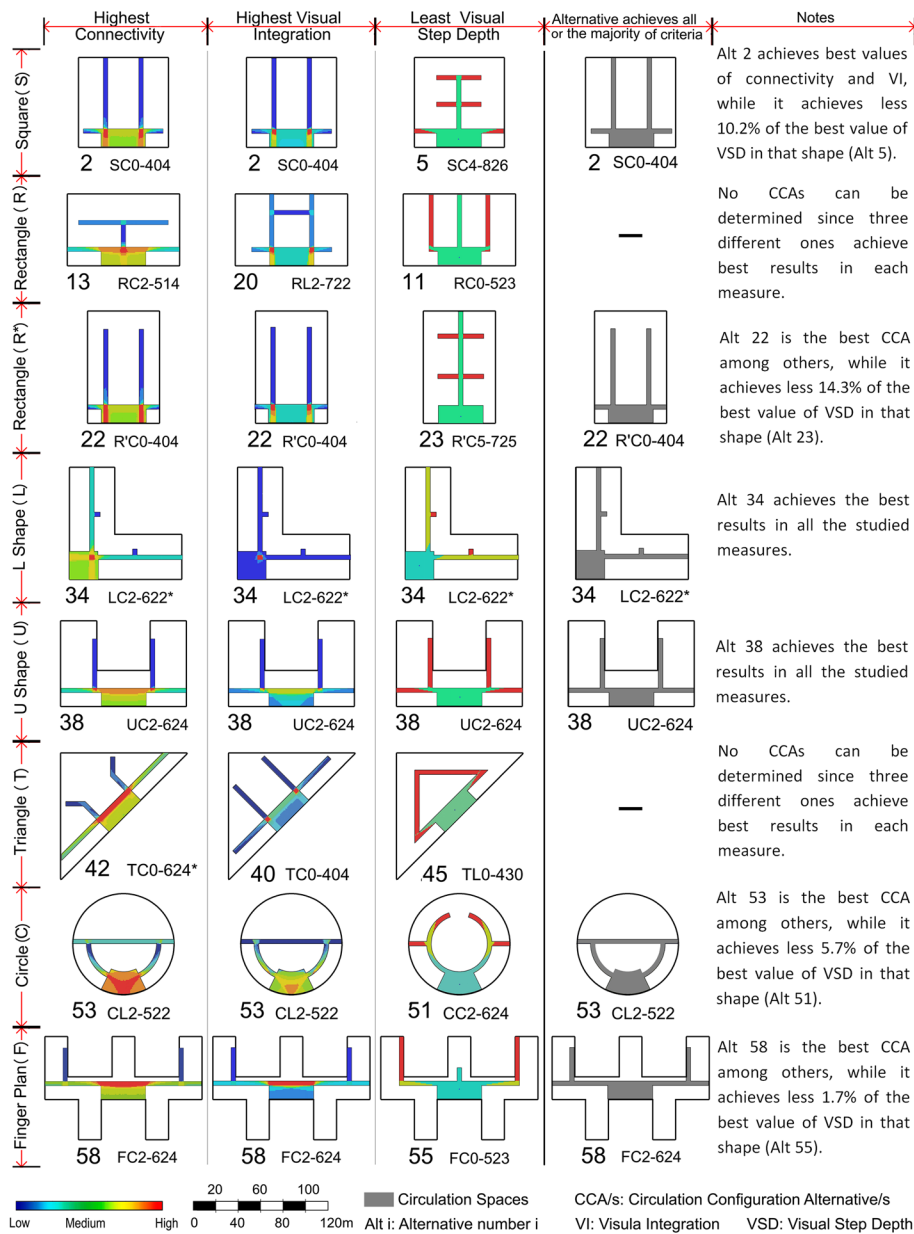 Highest Connectivity
Highest Visual Integration
Least Visual Step Depth
Alternative achieves all or the majority of criteria
Notes
Square ( S)
2 SC0-404
2 SC0-404
5 SC4-826
2 SC0-404
Alt 2 achieves best values
of connectivity and VI,
while it achieves less
10.2% of the best value of
VSD in that shape (Alt 5).
Rectangle ( R)
13 RC2-514
20 RL2-722
11 RC0-523
No CCAs can be
determined since three
different ones achieve
best results in each
measure.
Rectangle ( R*)
22 R'C0-404
22 R'C0-404
23 R'C5-725
22 R'C0-404
Alt 22 is the best CCA
among others, while it
achieves less 14.3% of the
best value of VSD in that
shape (Alt 23).
L Shape ( L)
34 LC2-622*
34 LC2-622*
34 LC2-622*
34 LC2-622*
Alt 34 achieves the best
results in all the studied
measures.
U Shape ( U)
38 UC2-624
38 UC2-624
38 UC2-624
38 UC2-624
Alt 38 achieves the best
results in all the studied
measures.
Triangle ( T)
42 TC0-624*
40 TC0-404
.45 TL0-430
No CCAs can be
determined since three
different ones achieve
best results in each
measure.
Circle (C)
53 CL2-522
53 CL2-522
51 CC2-624
53 CL2-522
Alt 53 is the best CCA
among others, while it
achieves less 5.7% of the
best value of VSD in that
shape (Alt 51).
Finger Plan ( F)
58 FC2-624
58 FC2-624
55 FC0-523
58 FC2-624
Alt 58 is the best CCA
among others, while it
achieves less 1.7% of the
best value of VSD in that
shape (Alt 55).
Low Medium High
20 60 100
0 40 80 120m
Circulation Spaces
CCA/s: Circulation Configuration Alternative/s
Alt i: Alternative number i
VI: Visula Integration VSD: Visual Step Depth